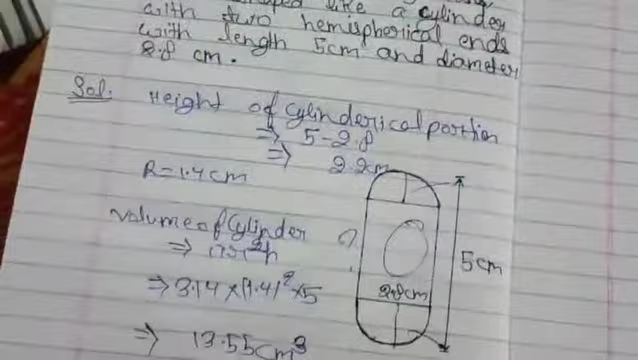 like a cylinder
with two hemispherical ends
with length 5cm and diameter
2.8 cm.
Sol. Height of cylinderical portion
⇒ 5-2.8
⇒ 2.2cm
R=1.4cm
Volume of Cylinder
⇒ πr²h
⇒ 3.14 × (1.4)² × 5
⇒ 13.55cm³
5cm
2.8cm